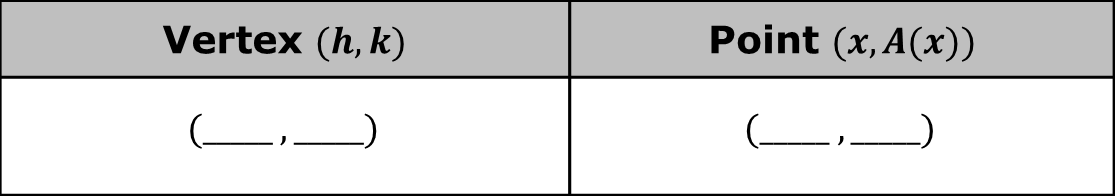 Vertex (h, k) Point (x, A(x))
(____ , ____) (____ , ____)